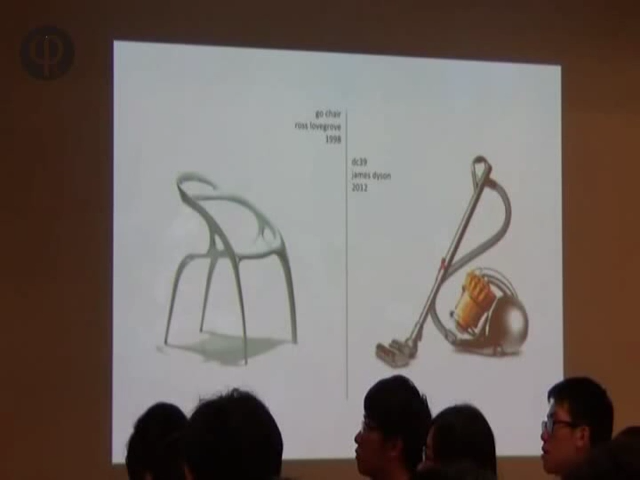 go chair
ross lovegrove
1998
dc39
james dyson
2012